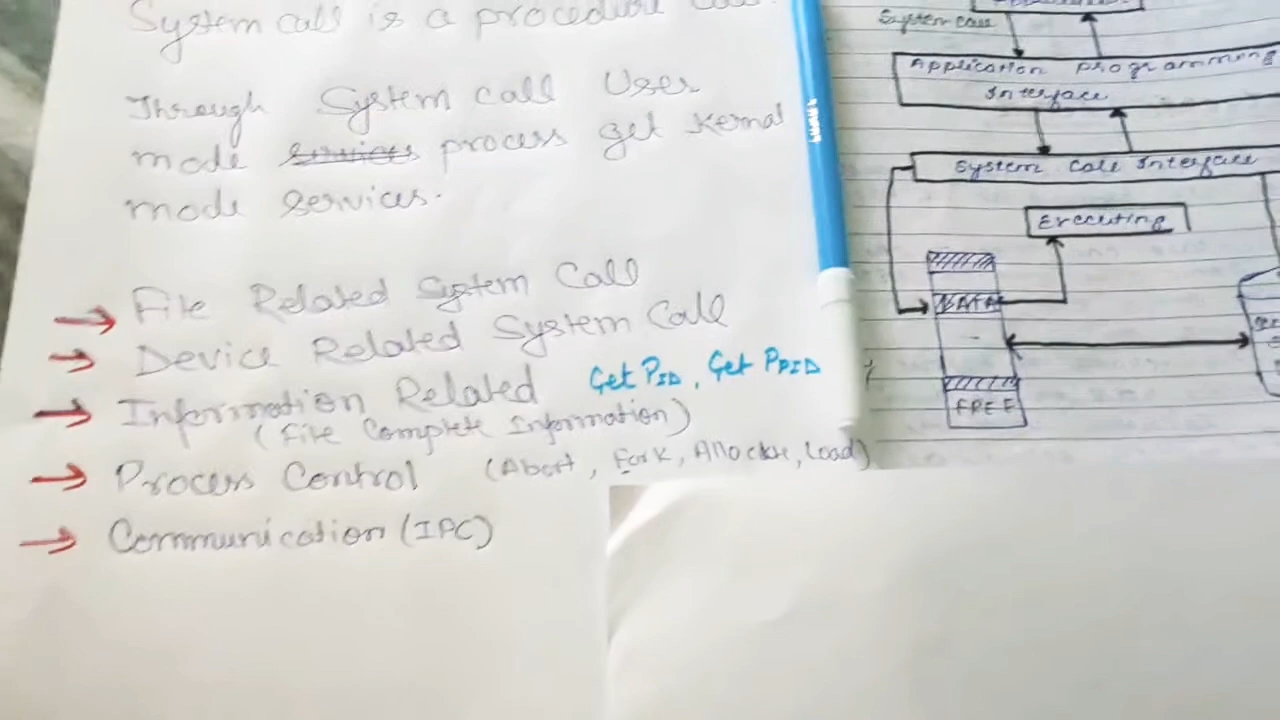 System call is a procedure call.
Through System call User
mode services process get Kernal
mode services.
File Related System Call
Device Related System Call
Information Related Get PID, Get PPID
(File Complete Information)
Process Control (Abort, Fork, Allocate, Load)
Communication (IPC)
System call
Application programming
Interface
System Call Interface
Executing
DATA
FREE